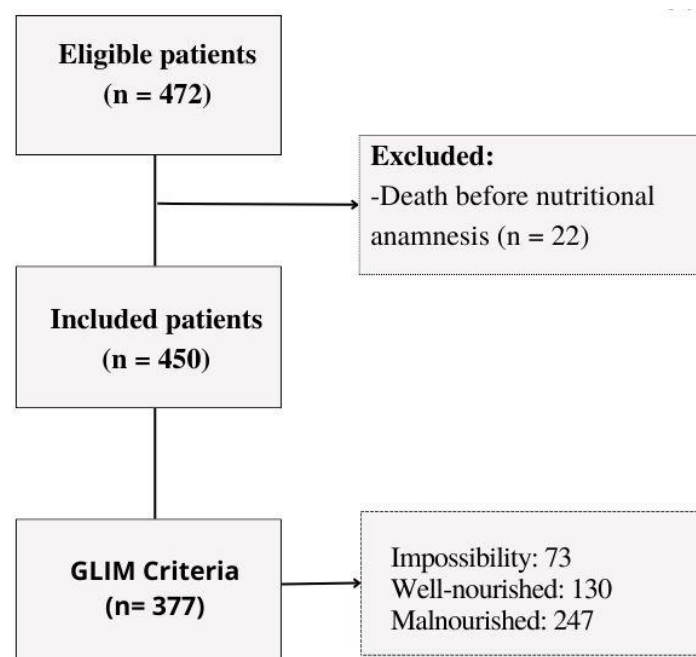 Eligible patients
(n = 472)
Excluded:
-Death before nutritional
anamnesis (n = 22)
Included patients
(n = 450)
GLIM Criteria
(n= 377)
Impossibility: 73
Well-nourished: 130
Malnourished: 247